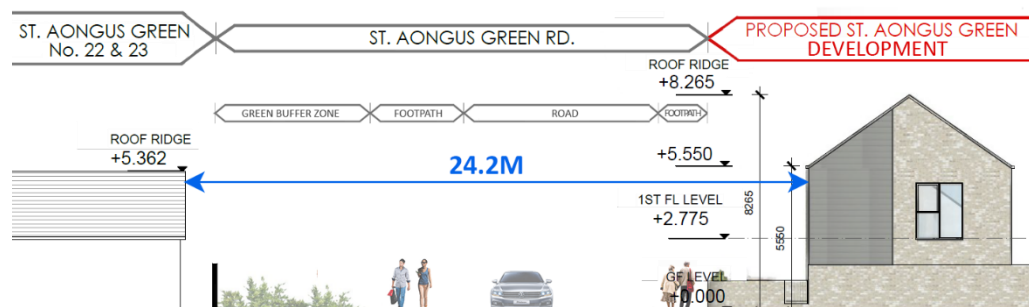 ST. AONGUS GREEN
No. 22 & 23
ST. AONGUS GREEN RD.
PROPOSED ST. AONGUS GREEN
DEVELOPMENT
ROOF RIDGE
+8.265
GREEN BUFFER ZONE
FOOTPATH
ROAD
FOOTPATH
ROOF RIDGE
+5.362
24.2M
+5.550
1ST FL LEVEL
+2.775
8265
5550
GF LEVEL
+0.000